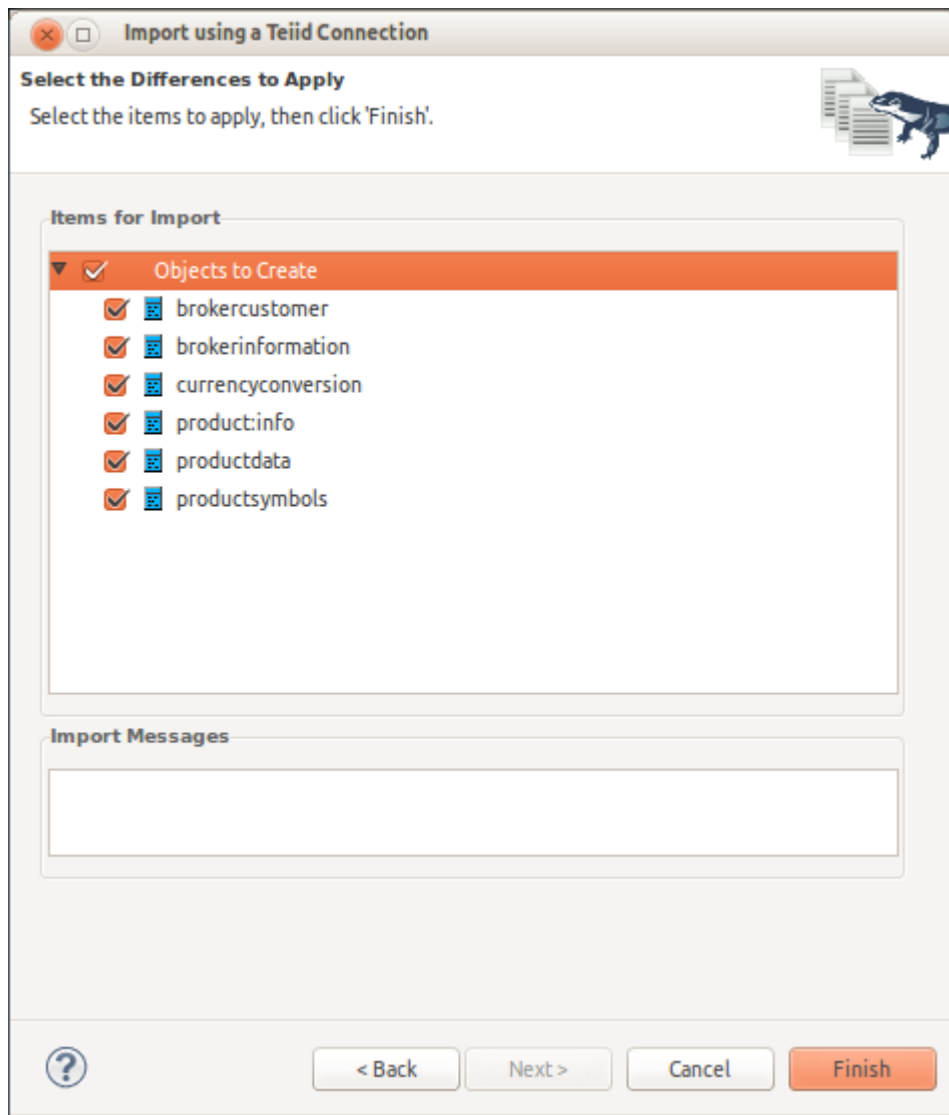 Import using a Teiid Connection
Select the Differences to Apply
Select the items to apply, then click 'Finish'.
Items for Import
Objects to Create
brokercustomer
brokerinformation
currencyconversion
product:info
productdata
productsymbols
Import Messages
? < Back Next > Cancel Finish